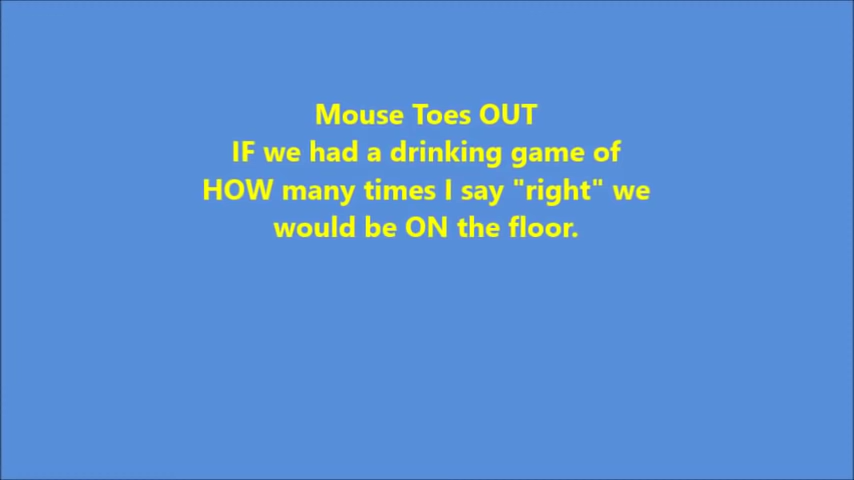 Mouse Toes OUT
IF we had a drinking game of
HOW many times I say "right" we
would be ON the floor.